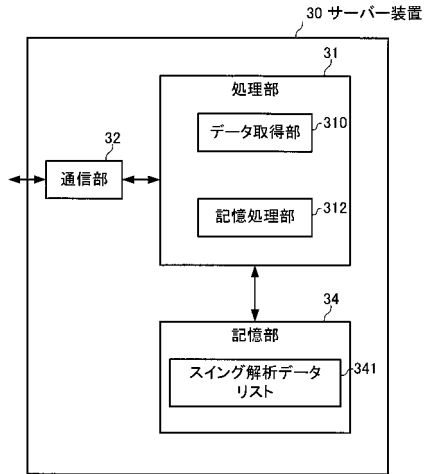 30 サーバー装置
31
処理部
データ取得部
310
32
通信部
記憶処理部
312
34
記憶部
スイング解析データ
リスト
341